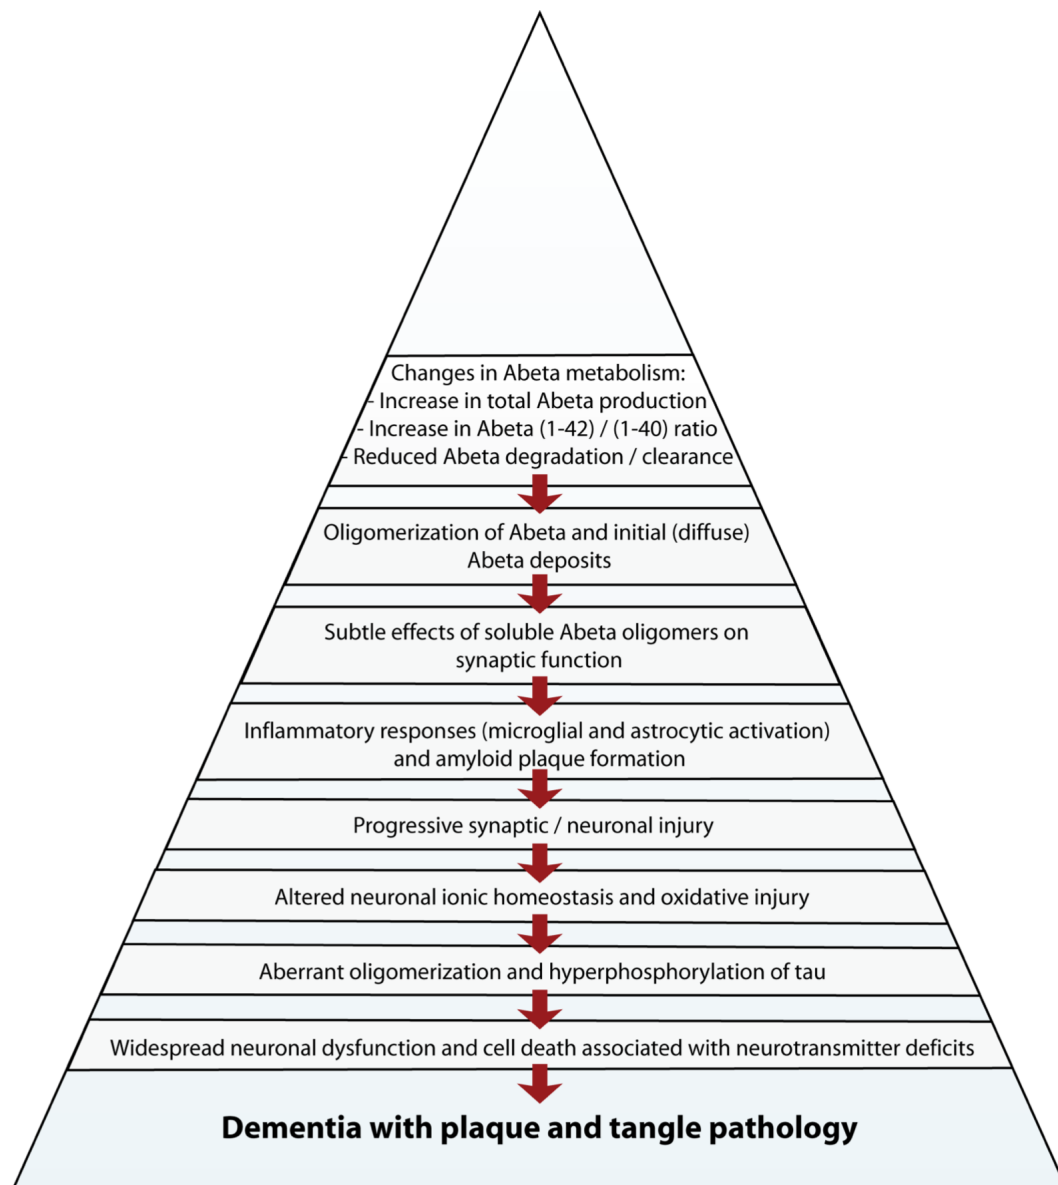 Changes in Abeta metabolism:
- Increase in total Abeta production
- Increase in Abeta (1-42) / (1-40) ratio
- Reduced Abeta degradation / clearance
Oligomerization of Abeta and initial (diffuse)
Abeta deposits
Subtle effects of soluble Abeta oligomers on
synaptic function
Inflammatory responses (microglial and astrocytic activation)
and amyloid plaque formation
Progressive synaptic / neuronal injury
Altered neuronal ionic homeostasis and oxidative injury
Aberrant oligomerization and hyperphosphorylation of tau
Widespread neuronal dysfunction and cell death associated with neurotransmitter deficits
Dementia with plaque and tangle pathology